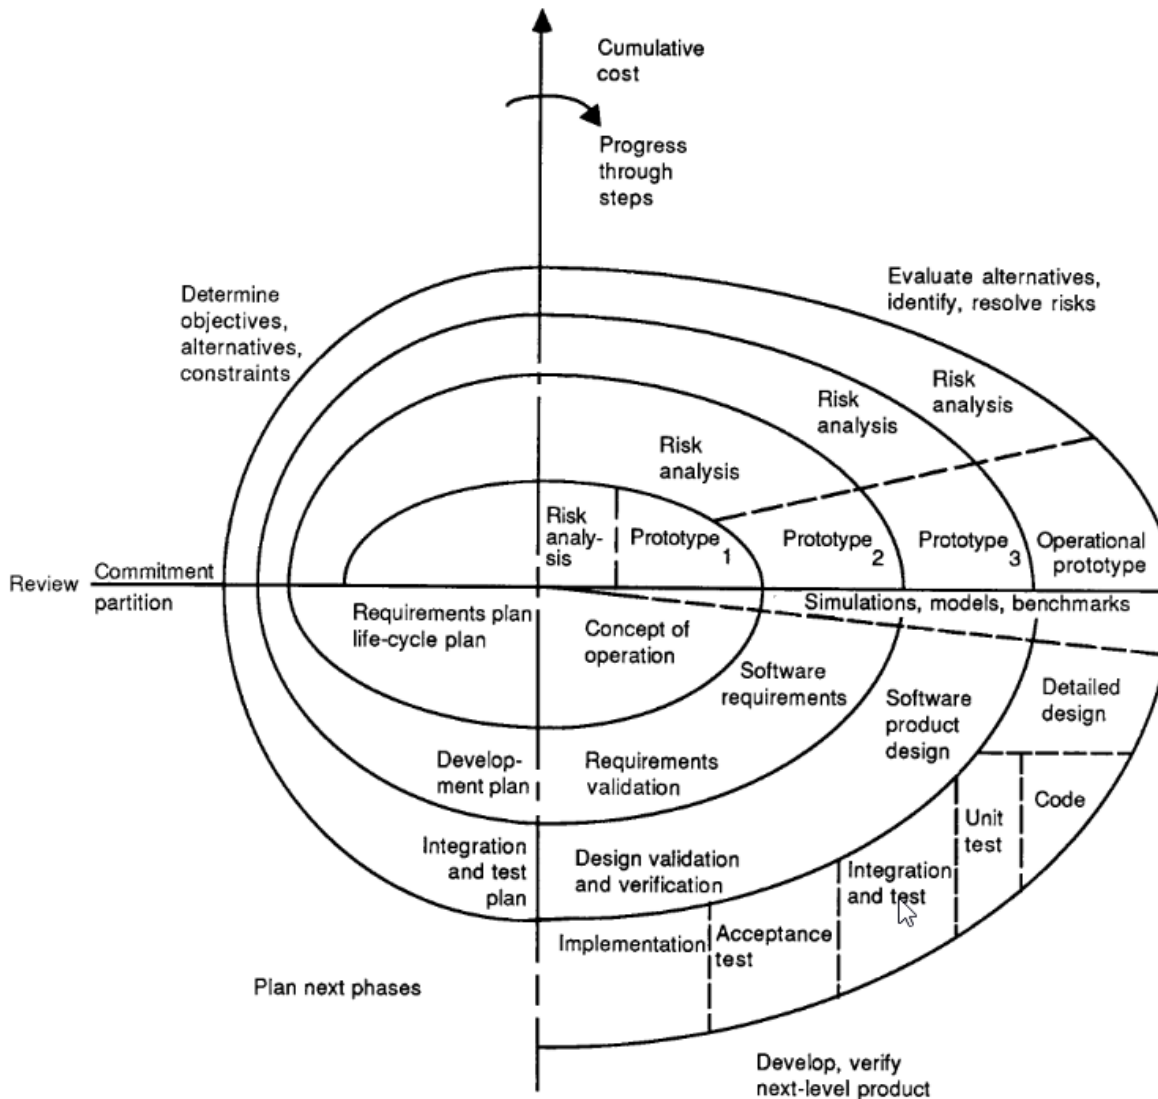 Cumulative
cost
Progress
through
steps
Determine
objectives,
alternatives,
constraints
Evaluate alternatives,
identify, resolve risks
Risk
analysis
Risk
analysis
Risk
analysis
Risk
analy-
sis
Prototype 1
Prototype 2
Prototype 3
Operational
prototype
Review
Commitment
partition
Simulations, models, benchmarks
Requirements plan
life-cycle plan
Concept of
operation
Software
requirements
Software
product
design
Detailed
design
Develop-
ment plan
Requirements
validation
Code
Unit
test
Integration
and test
plan
Design validation
and verification
Integration
and test
Acceptance
test
Implementation
Plan next phases
Develop, verify
next-level product